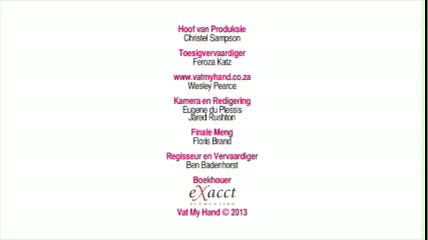 Hoof van Produksie
Christel Sampson
Toesigvervaardiger
Feroza Katz
www.vatmyhand.co.za
Wesley Pearce
Kamera en Redigering
Eugene du Plessis
Jared Rushton
Finale Meng
Floris Brand
Regisseur en Vervaardiger
Ben Badenhorst
Boekhouer
eXacct
Vat My Hand © 2013